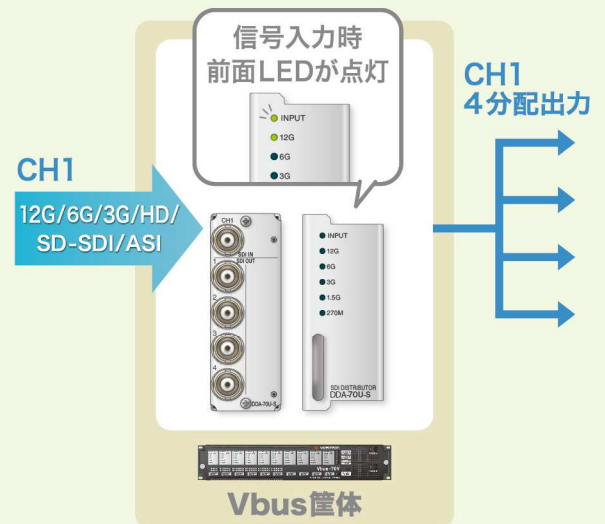 信号入力時
前面LEDが点灯
INPUT
12G
6G
3G
CH1
12G/6G/3G/HD/
SD-SDI/ASI
CH1
4分配出力
CH1
SDI IN
SDI OUT
1
2
3
4
DDA-70U-S
INPUT
12G
6G
3G
1.5G
270M
SDI DISTRIBUTOR
DDA-70U-S
Vbus-70V
Vbus筐体